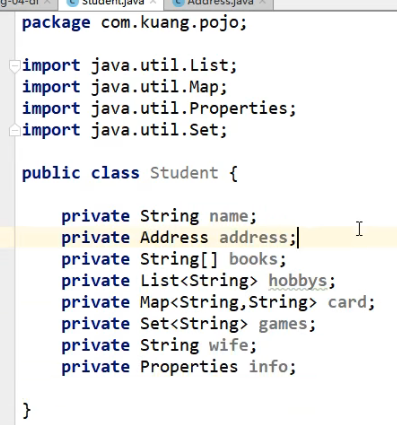 Student.java Address.java
package com.kuang.pojo;
import java.util.List;
import java.util.Map;
import java.util.Properties;
import java.util.Set;
public class Student {
private String name;
private Address address;
private String[] books;
private List<String> hobbys;
private Map<String,String> card;
private Set<String> games;
private String wife;
private Properties info;
}